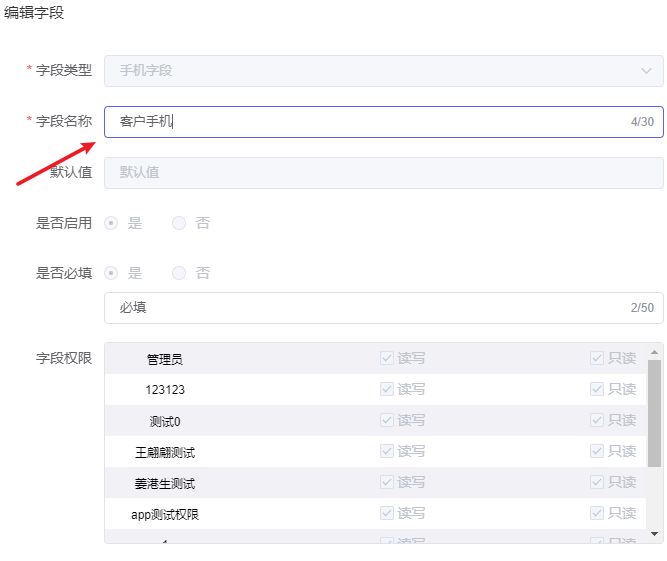 编辑字段
* 字段类型 手机字段
* 字段名称 客户手机 4/30
默认值 默认值
是否启用 是 否
是否必填 是 否
必填 2/50
字段权限 管理员 读写 只读
123123 读写 只读
测试0 读写 只读
王翩翩测试 读写 只读
姜港生测试 读写 只读
app测试权限 读写 只读
1 读写 只读